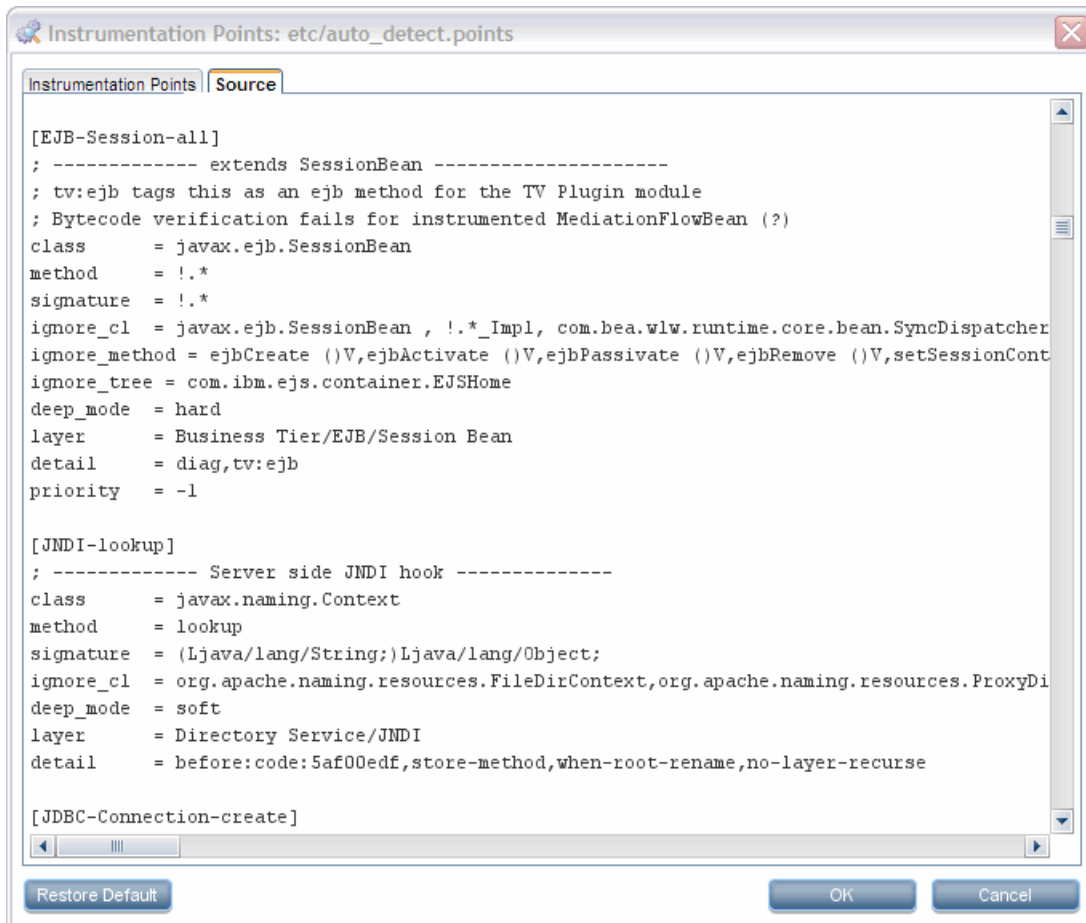 Instrumentation Points: etc/auto_detect.points
Instrumentation Points Source
[EJB-Session-all]
; ------------- extends SessionBean ---------------------
; tv:ejb tags this as an ejb method for the TV Plugin module
; Bytecode verification fails for instrumented MediationFlowBean (?)
class = javax.ejb.SessionBean
method = !.*
signature = !.*
ignore_cl = javax.ejb.SessionBean , !.*_Impl, com.bea.wlw.runtime.core.bean.SyncDispatcher
ignore_method = ejbCreate ()V,ejbActivate ()V,ejbPassivate ()V,ejbRemove ()V,setSessionCont
ignore_tree = com.ibm.ejs.container.EJSHome
deep_mode = hard
layer = Business Tier/EJB/Session Bean
detail = diag,tv:ejb
priority = -1
[JNDI-lookup]
; ------------- Server side JNDI hook --------------
class = javax.naming.Context
method = lookup
signature = (Ljava/lang/String;)Ljava/lang/Object;
ignore_cl = org.apache.naming.resources.FileDirContext,org.apache.naming.resources.ProxyDi
deep_mode = soft
layer = Directory Service/JNDI
detail = before:code:5af00edf,store-method,when-root-rename,no-layer-recurse
[JDBC-Connection-create]
Restore Default OK Cancel